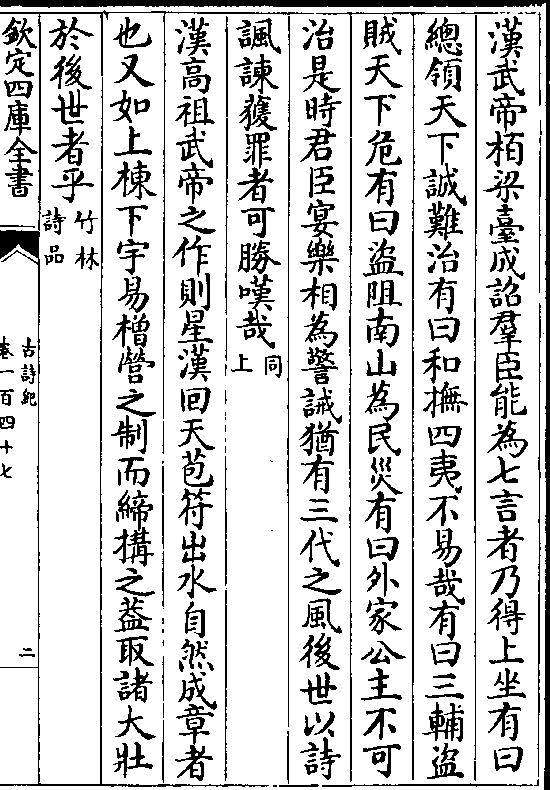 漢武帝栢梁臺成詔羣臣能為七言者乃得上坐有曰
總領天下誠難治有曰和撫四夷不易哉有曰三輔盜
賊天下危有曰盜阻南山為民災有曰外家公主不可
治是時君臣宴樂相為警誡猶有三代之風後世以詩
諷諫獲罪者可勝嘆哉同上
漢高祖武帝之作則星漢回天苞符出水自然成章者
也又如上棟下宇易橧營之制而締搆之葢取諸大壯
於後世者乎竹林詩品
欽定四庫全書
古詩紀
卷一百四十七
二